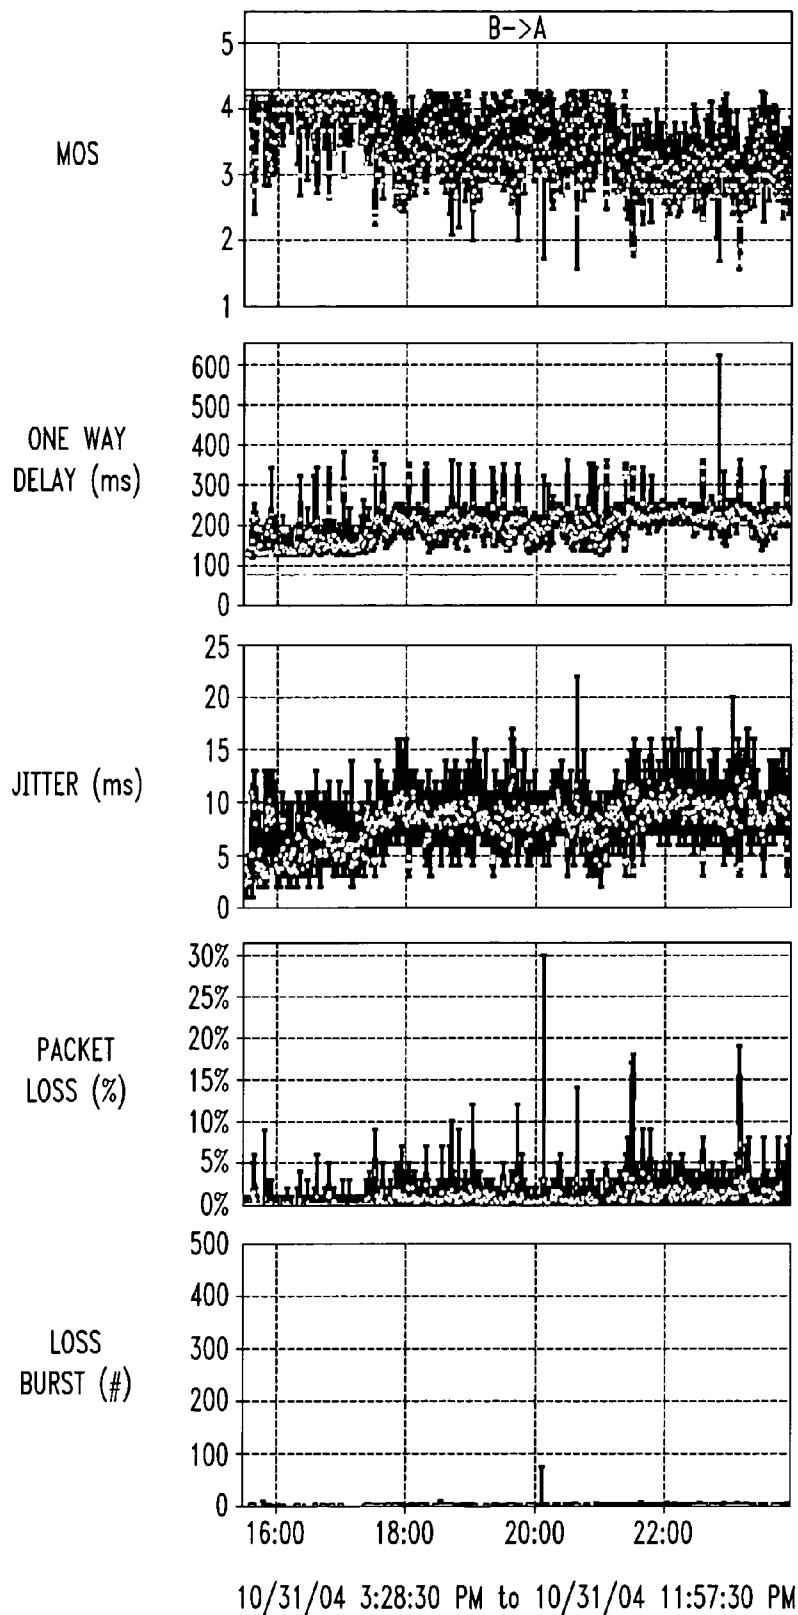 B->A
5
4
MOS
3
2
1
600
500
ONE WAY
DELAY (ms)
400
300
200
100
0
25
20
15
JITTER (ms)
10
5
0
30%
25%
20%
PACKET
LOSS (%)
15%
10%
5%
0%
500
400
LOSS
BURST (#)
300
200
100
0
16:00 18:00 20:00 22:00
10/31/04 3:28:30 PM to 10/31/04 11:57:30 PM